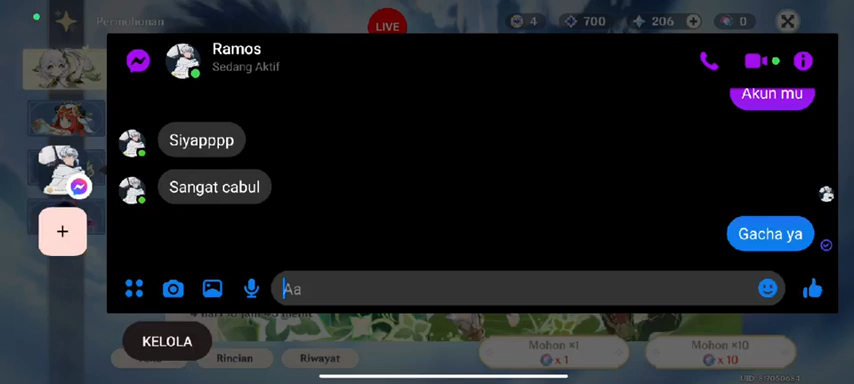 Permohonan
LIVE
4
700
206
0
Ramos
Sedang Aktif
Akun mu
Siyapppp
Sangat cabul
Gacha ya
Aa
KELOLA
Rincian
Riwayat
Mohon ×1
x 1
Mohon ×10
x 10